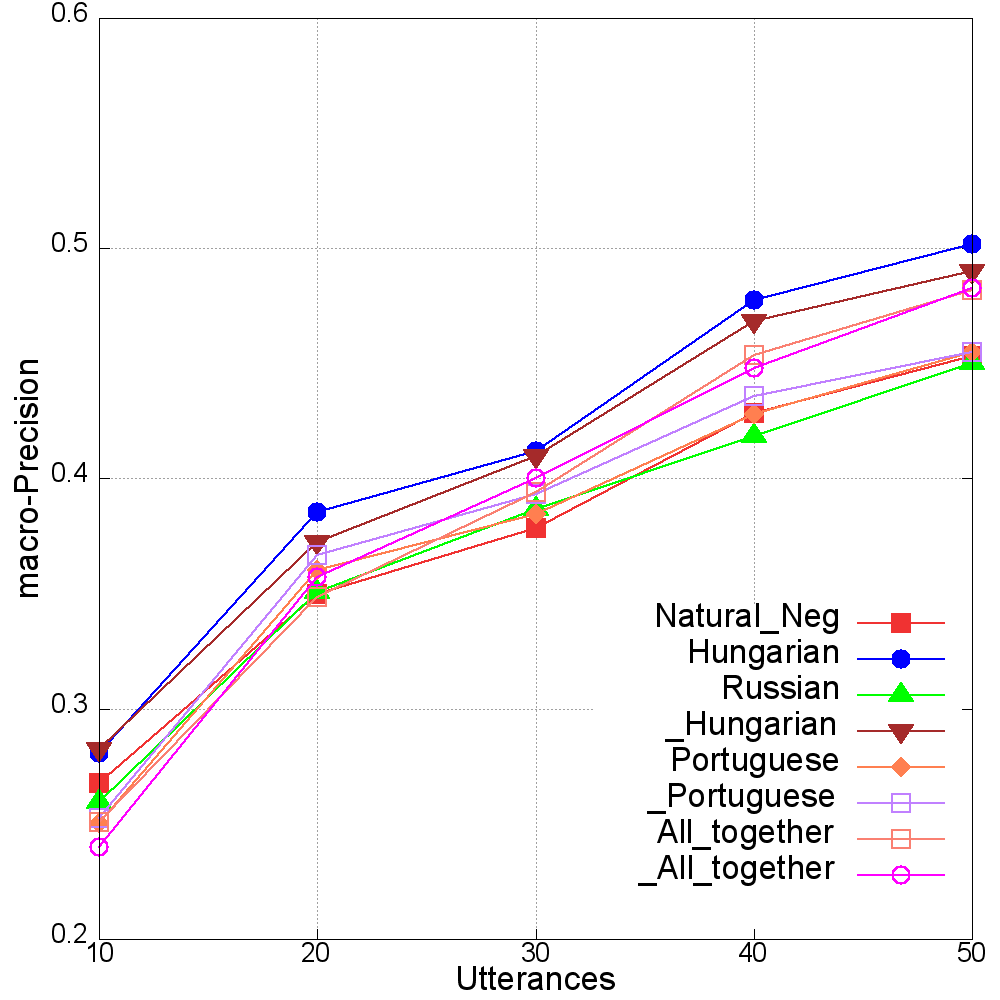 0.6
0.5
0.4
0.3
0.2
macro-Precision
Natural_Neg
Hungarian
Russian
_Hungarian
Portuguese
_Portuguese
All_together
_All_together
10 20 30 40 50
Utterances